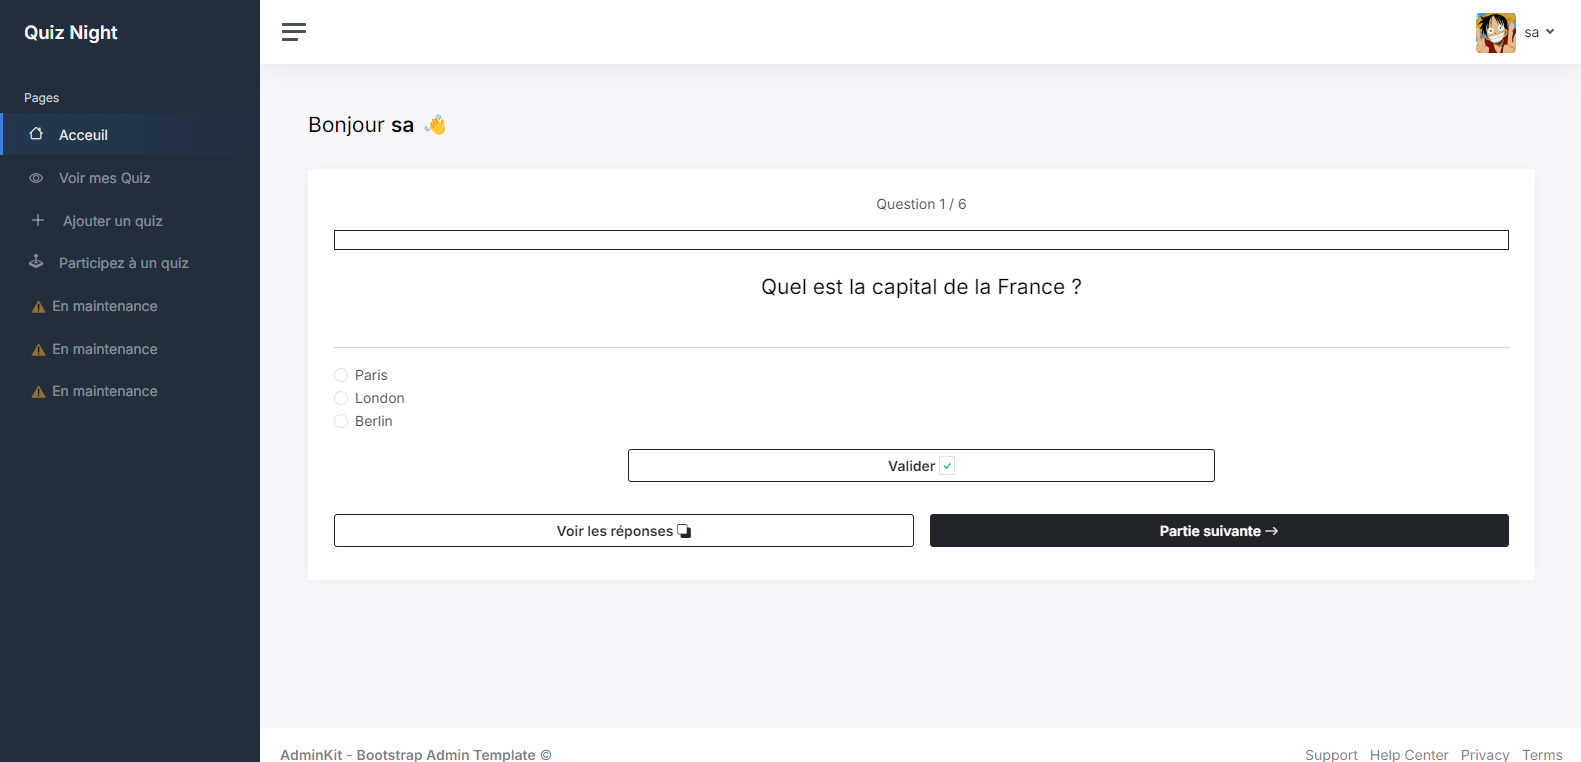 Quiz Night
sa
Pages
Acceuil
Voir mes Quiz
Ajouter un quiz
Participez à un quiz
En maintenance
En maintenance
En maintenance
Bonjour sa 👋
Question 1 / 6
Quel est la capital de la France ?
Paris
London
Berlin
Valider
Voir les réponses
Partie suivante →
AdminKit - Bootstrap Admin Template ©
Support Help Center Privacy Terms